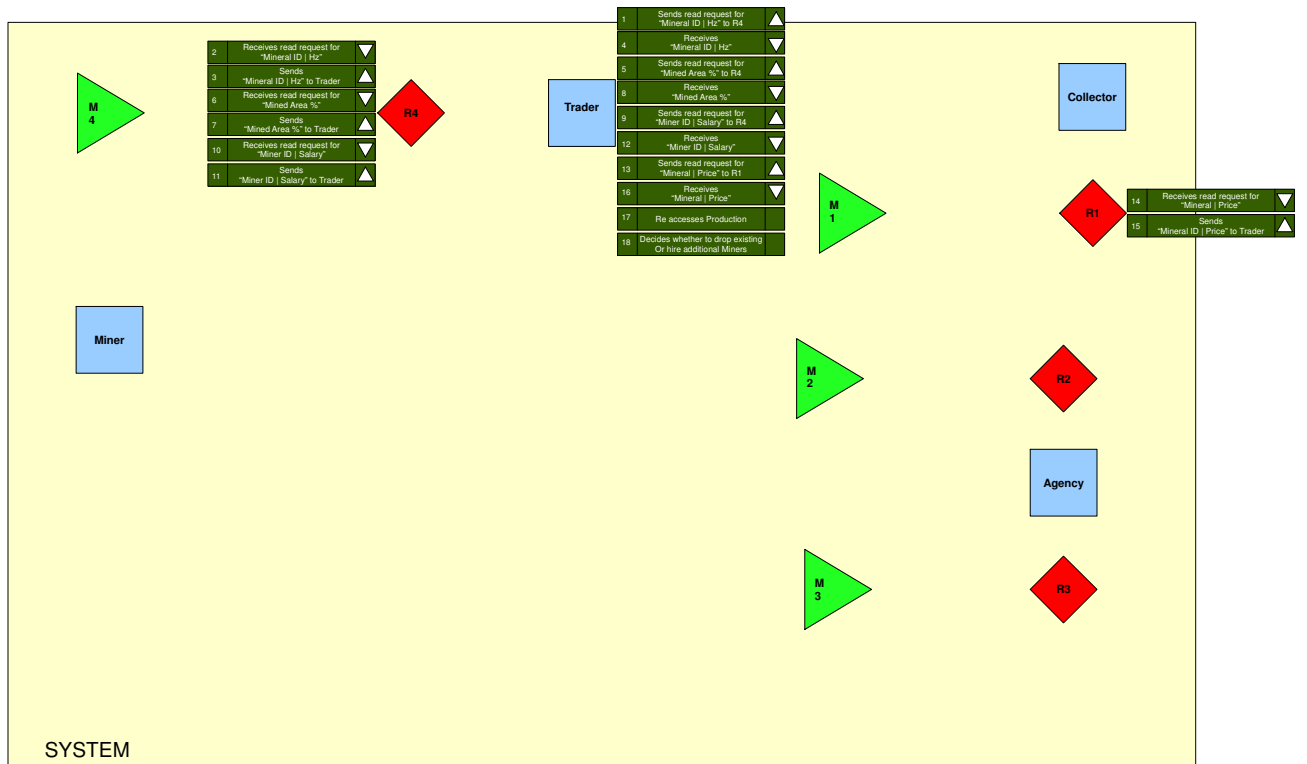 1
Sends read request for
“Mineral ID | Hz” to R4
4
Receives
“Mineral ID | Hz”
5
Sends read request for
“Mined Area %” to R4
8
Receives
“Mined Area %”
9
Sends read request for
“Miner ID | Salary” to R4
12
Receives
“Miner ID | Salary”
13
Sends read request for
“Mineral | Price” to R1
16
Receives
“Mineral | Price”
17
Re accesses Production
18
Decides whether to drop existing
Or hire additional Miners
2
Receives read request for
“Mineral ID | Hz”
3
Sends
“Mineral ID | Hz” to Trader
6
Receives read request for
“Mined Area %”
7
Sends
“Mined Area %” to Trader
10
Receives read request for
“Miner ID | Salary”
11
Sends
“Miner ID | Salary” to Trader
M
4
R4
Trader
Collector
M
1
R1
14
Receives read request for
“Mineral | Price”
15
Sends
“Mineral ID | Price” to Trader
Miner
M
2
R2
Agency
M
3
R3
SYSTEM